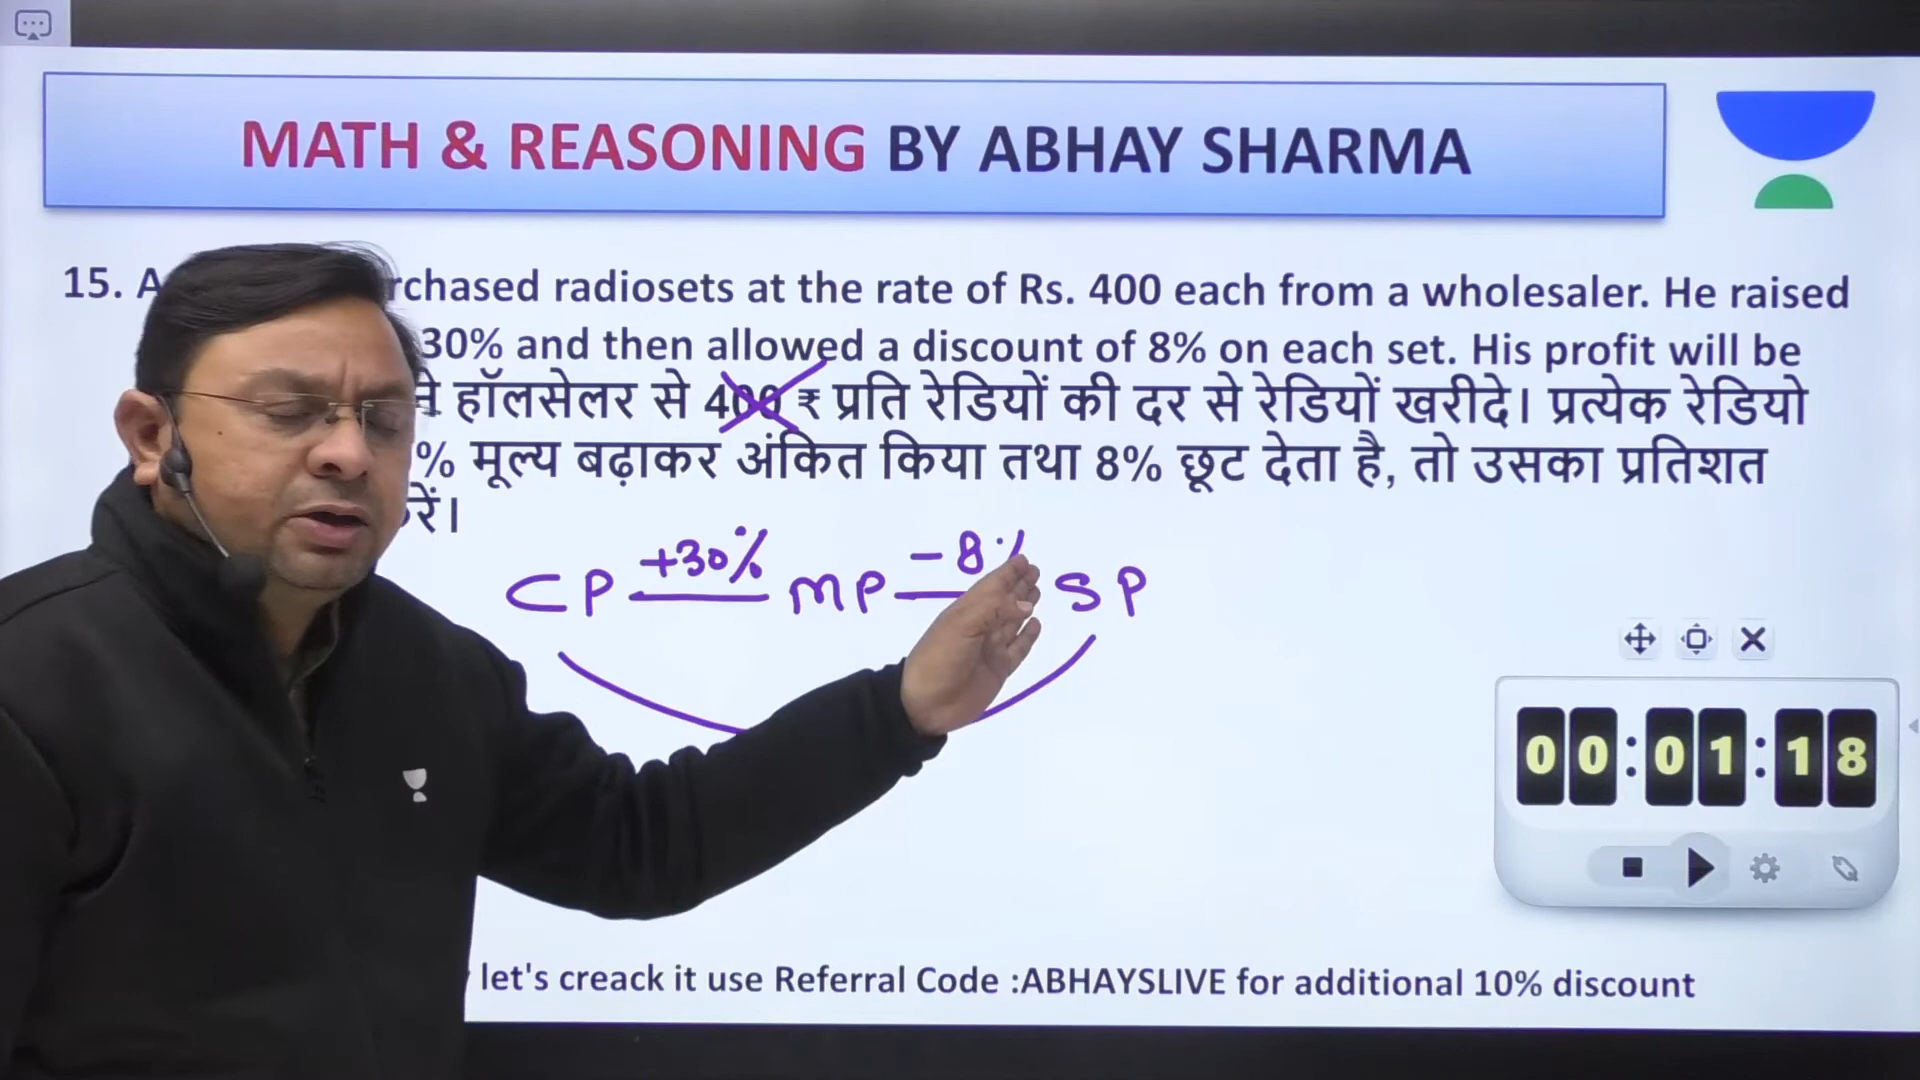 MATH & REASONING BY ABHAY SHARMA
15. A rchased radiosets at the rate of Rs. 400 each from a wholesaler. He raised
30% and then allowed a discount of 8% on each set. His profit will be
ने हॉलसेलर से 400 ₹ प्रति रेडियों की दर से रेडियों खरीदे। प्रत्येक रेडियो
% मूल्य बढ़ाकर अंकित किया तथा 8% छूट देता है, तो उसका प्रतिशत
रें।
CP +30% MP -8% SP
00:01:18
let's creack it use Referral Code :ABHAYSLIVE for additional 10% discount